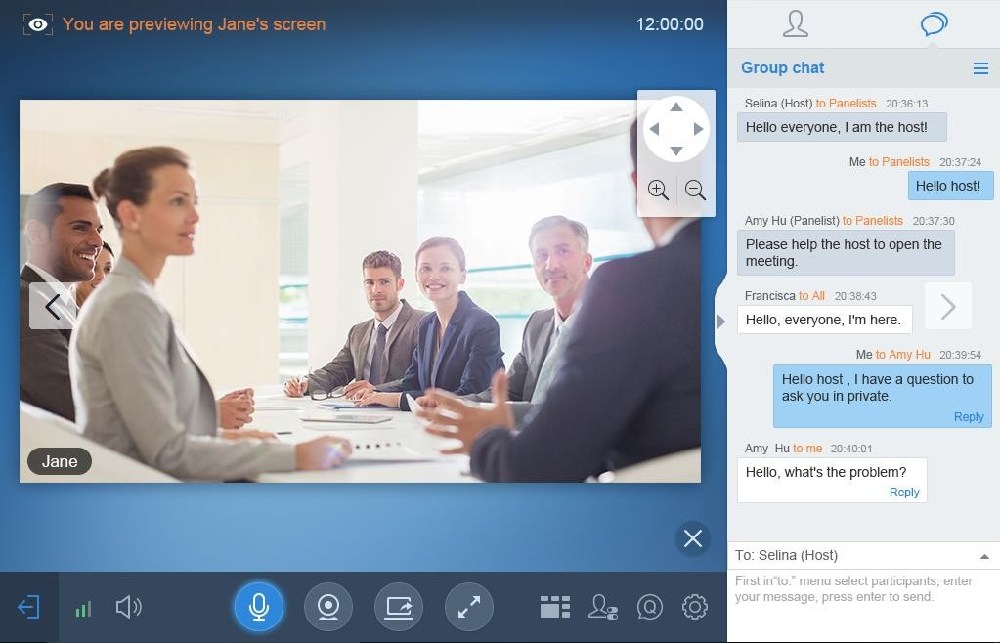 You are previewing Jane's screen
12:00:00
Jane
Group chat
Selina (Host) to Panelists 20:36:13
Hello everyone, I am the host!
Me to Panelists 20:37:24
Hello host!
Amy Hu (Panelist) to Panelists 20:37:30
Please help the host to open the
meeting.
Francisca to All 20:38:43
Hello, everyone, I'm here.
Me to Amy Hu 20:39:54
Hello host , I have a question to
ask you in private.
Reply
Amy Hu to me 20:40:01
Hello, what's the problem?
Reply
To: Selina (Host)
First in“to:” menu select participants, enter
your message, press enter to send.